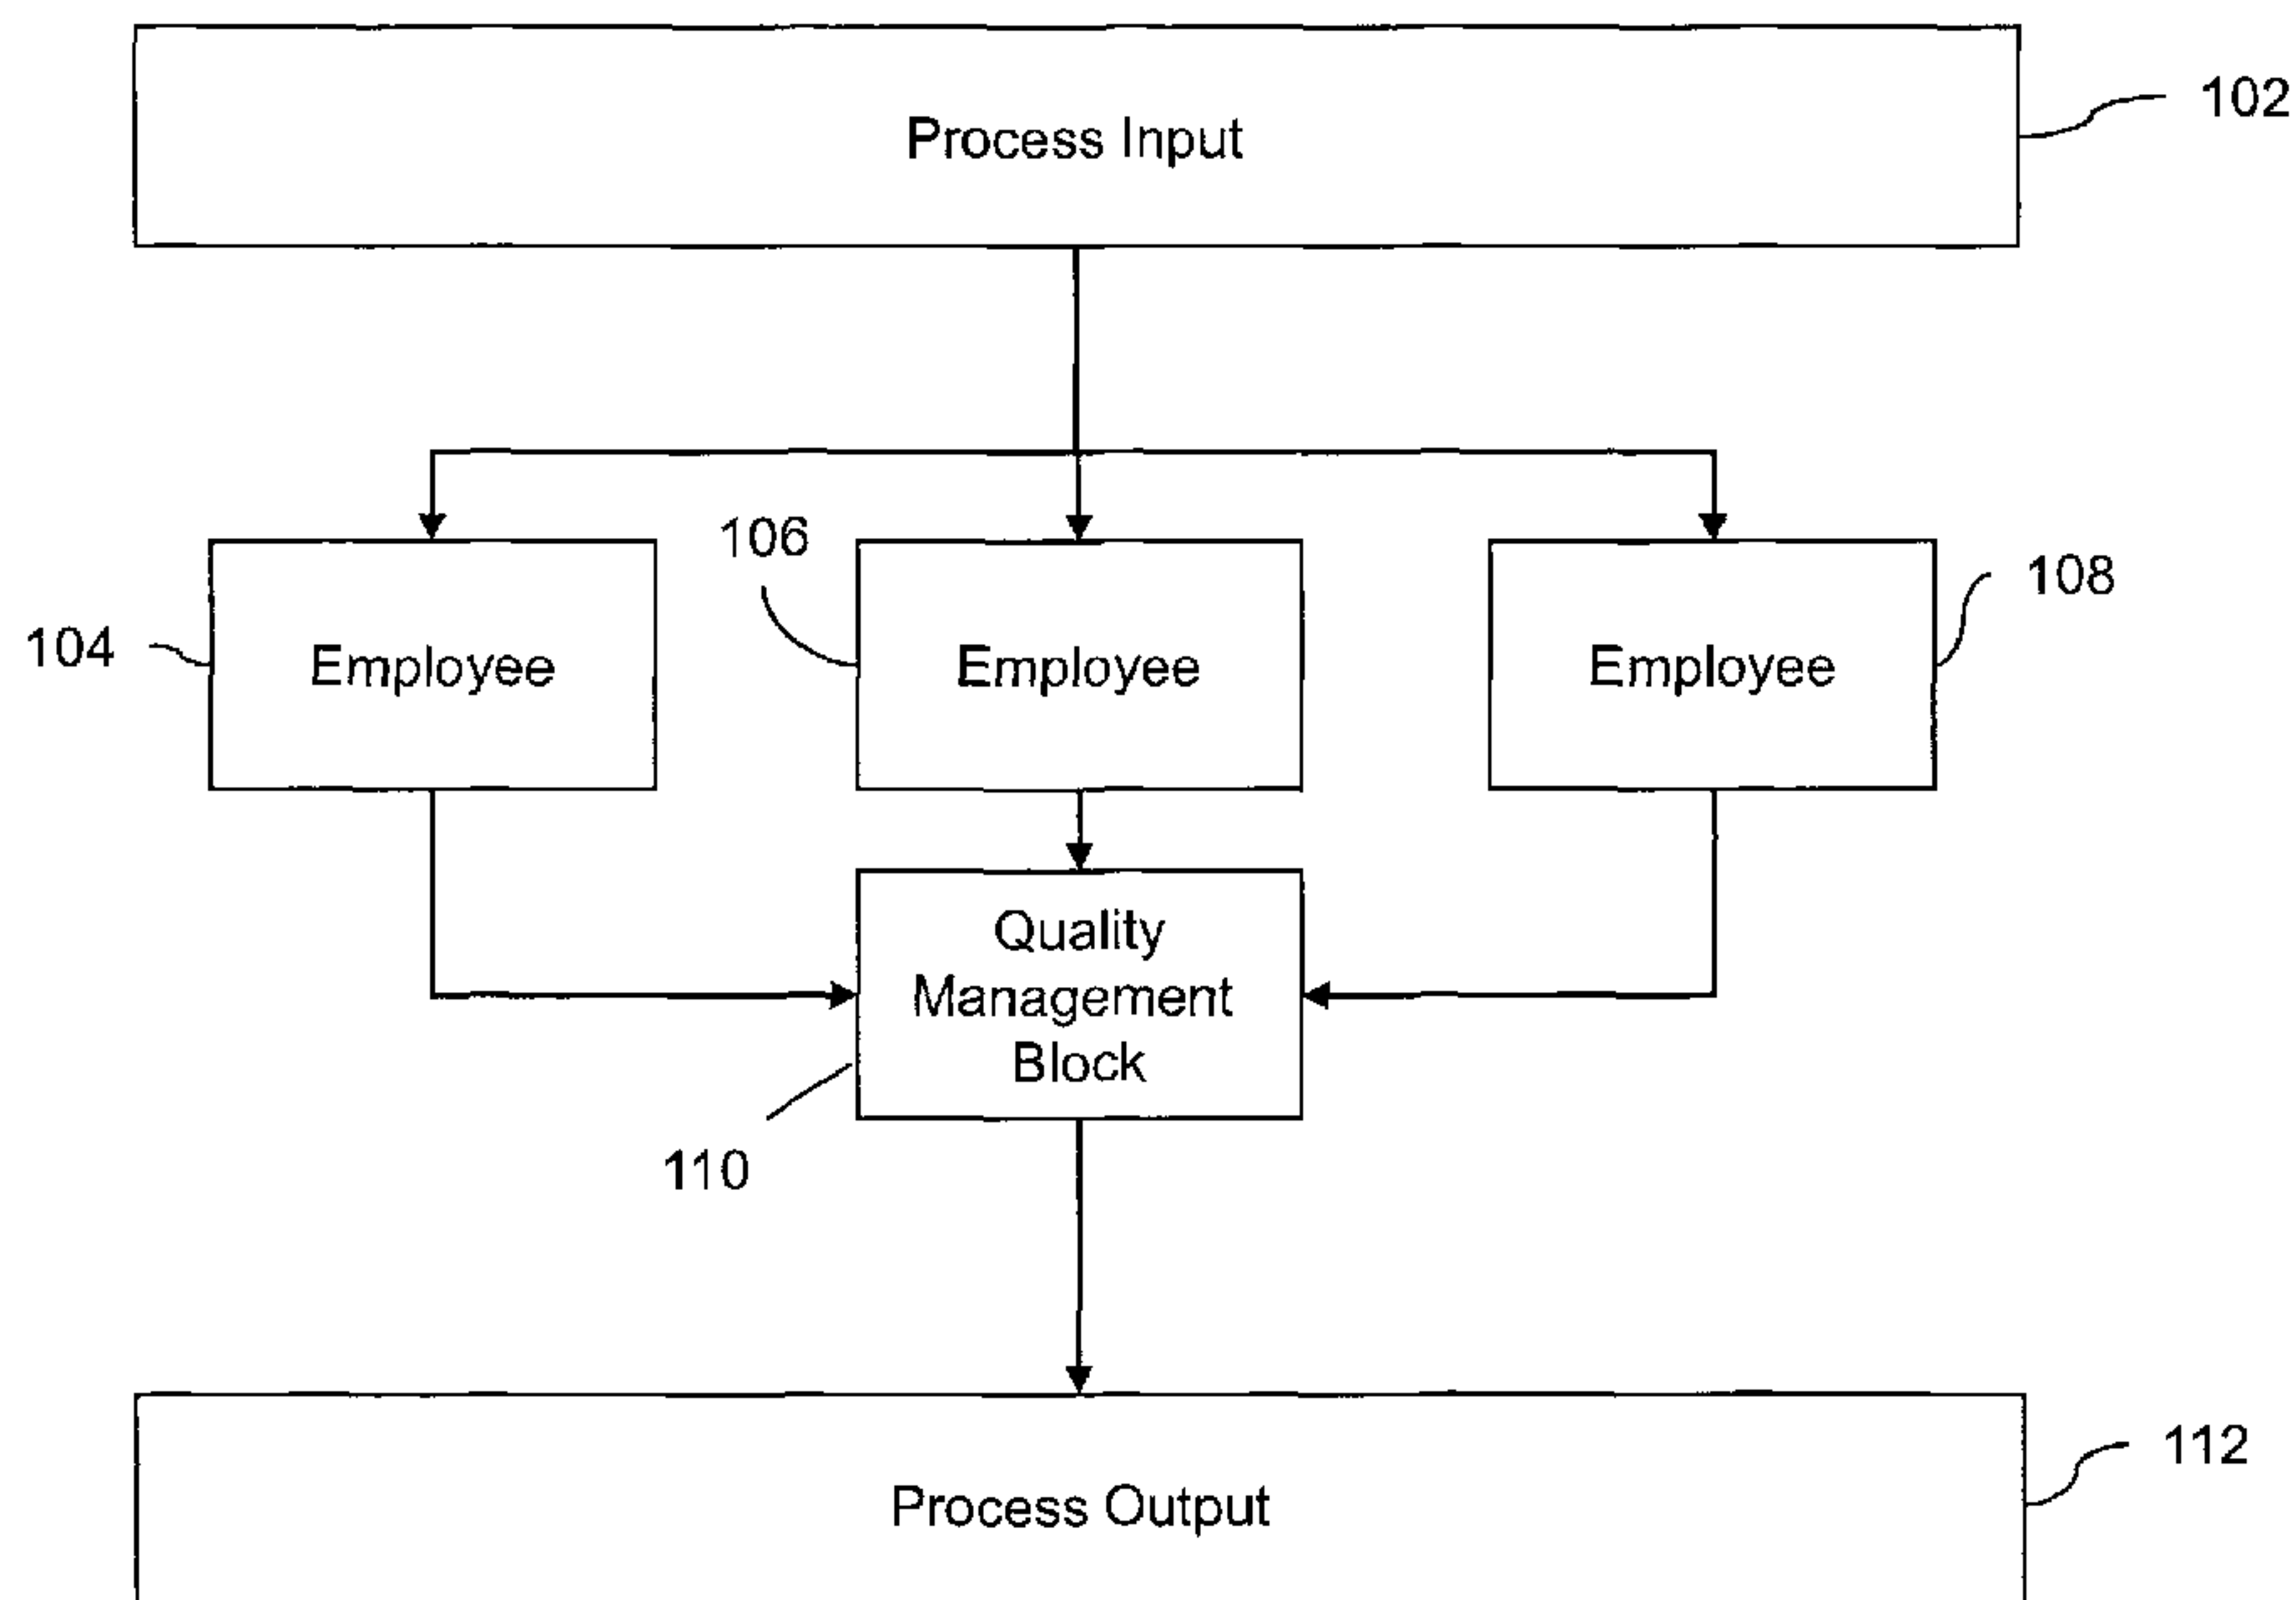 Process Input
102
106
108
104
Employee
Employee
Employee
Quality
Management
Block
110
112
Process Output